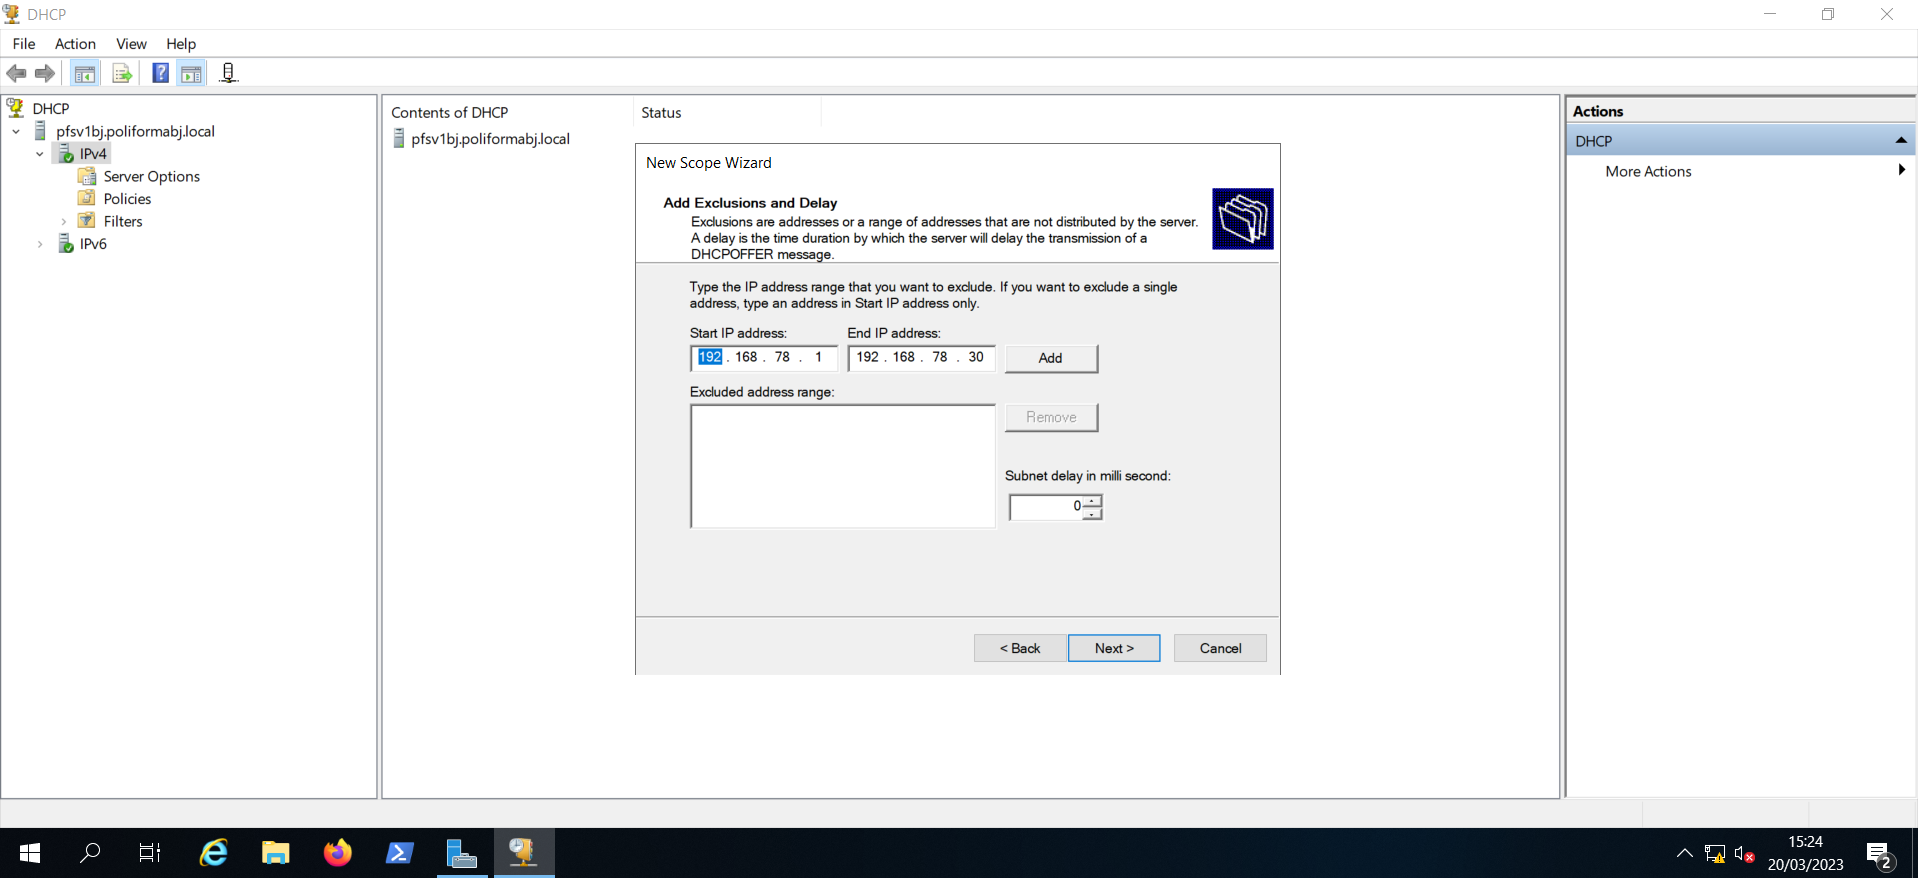 DHCP
File Action View Help
DHCP
pfsv1bj.poliformabj.local
IPv4
Server Options
Policies
Filters
IPv6
Contents of DHCP Status
pfsv1bj.poliformabj.local
New Scope Wizard
Add Exclusions and Delay
Exclusions are addresses or a range of addresses that are not distributed by the server.
A delay is the time duration by which the server will delay the transmission of a
DHCPOFFER message.
Type the IP address range that you want to exclude. If you want to exclude a single
address, type an address in Start IP address only.
Start IP address: End IP address:
192 . 168 . 78 . 1 192 . 168 . 78 . 30 Add
Excluded address range:
Remove
Subnet delay in milli second:
0
< Back Next > Cancel
Actions
DHCP
More Actions
15:24
20/03/2023
2